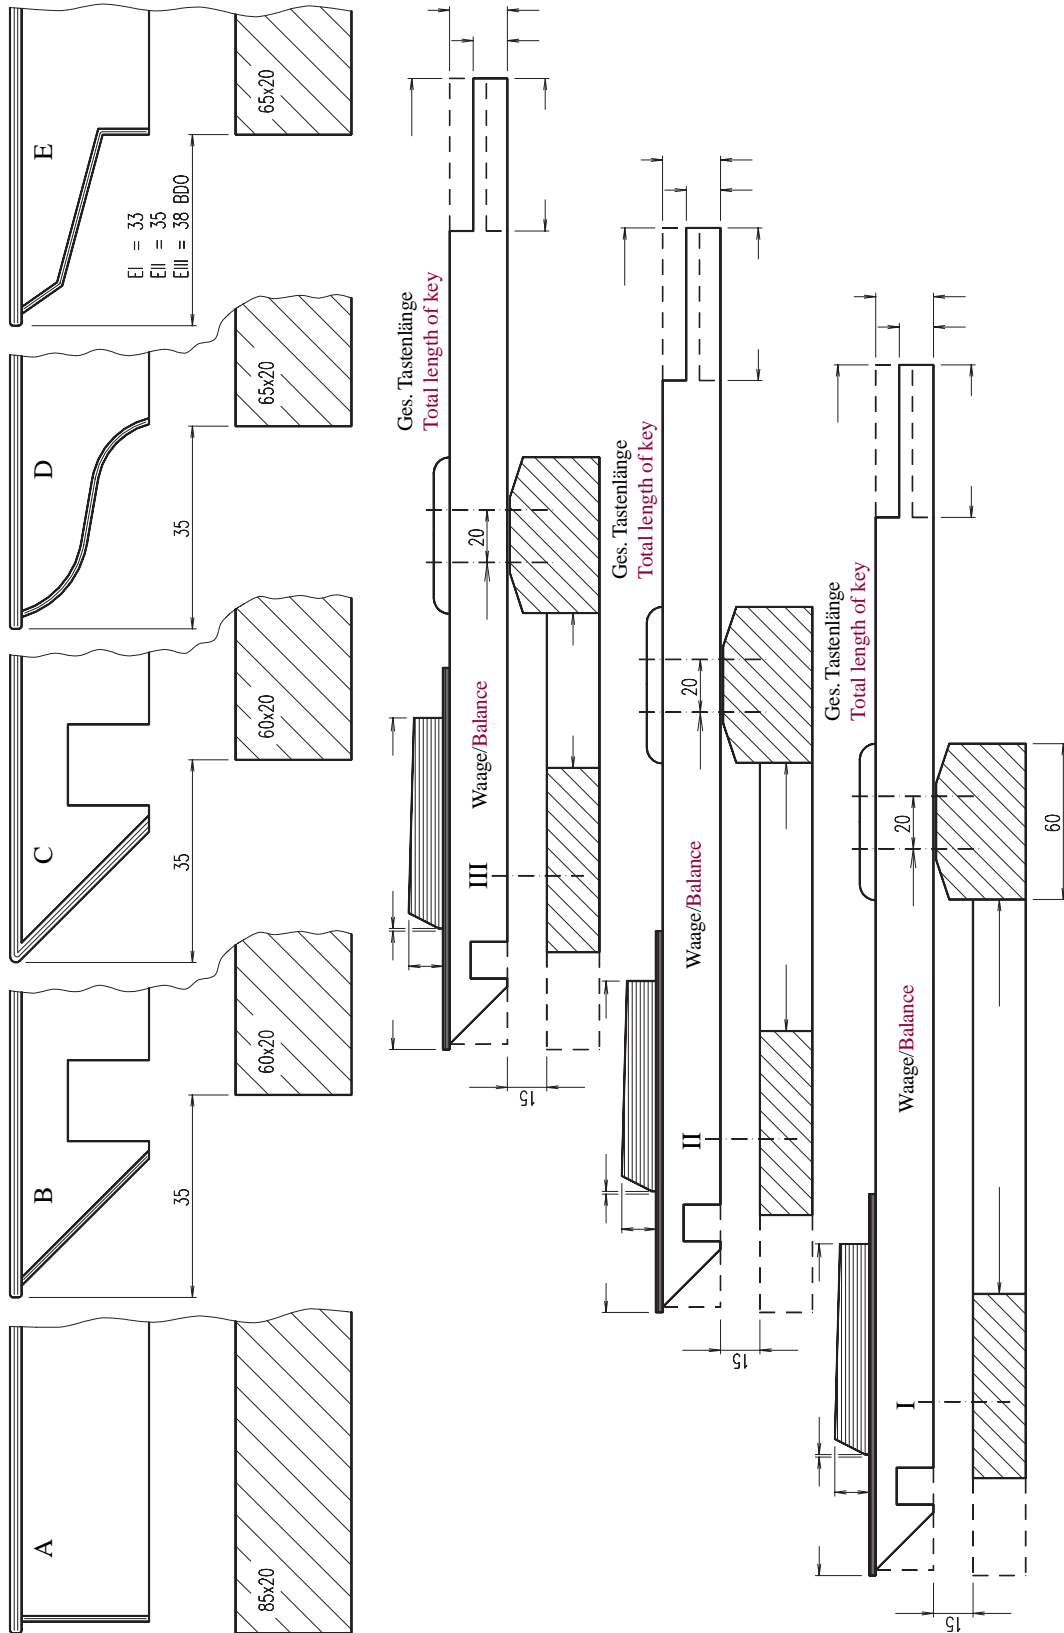 A
85x20
B
35
60x20
C
35
60x20
D
35
65x20
E
EI = 33
EII = 35
EIII = 38 BDO
65x20
Ges. Tastenlänge
Total length of key
20
Waage/Balance
III
15
Ges. Tastenlänge
Total length of key
20
Waage/Balance
II
15
Ges. Tastenlänge
Total length of key
20
60
Waage/Balance
I
15